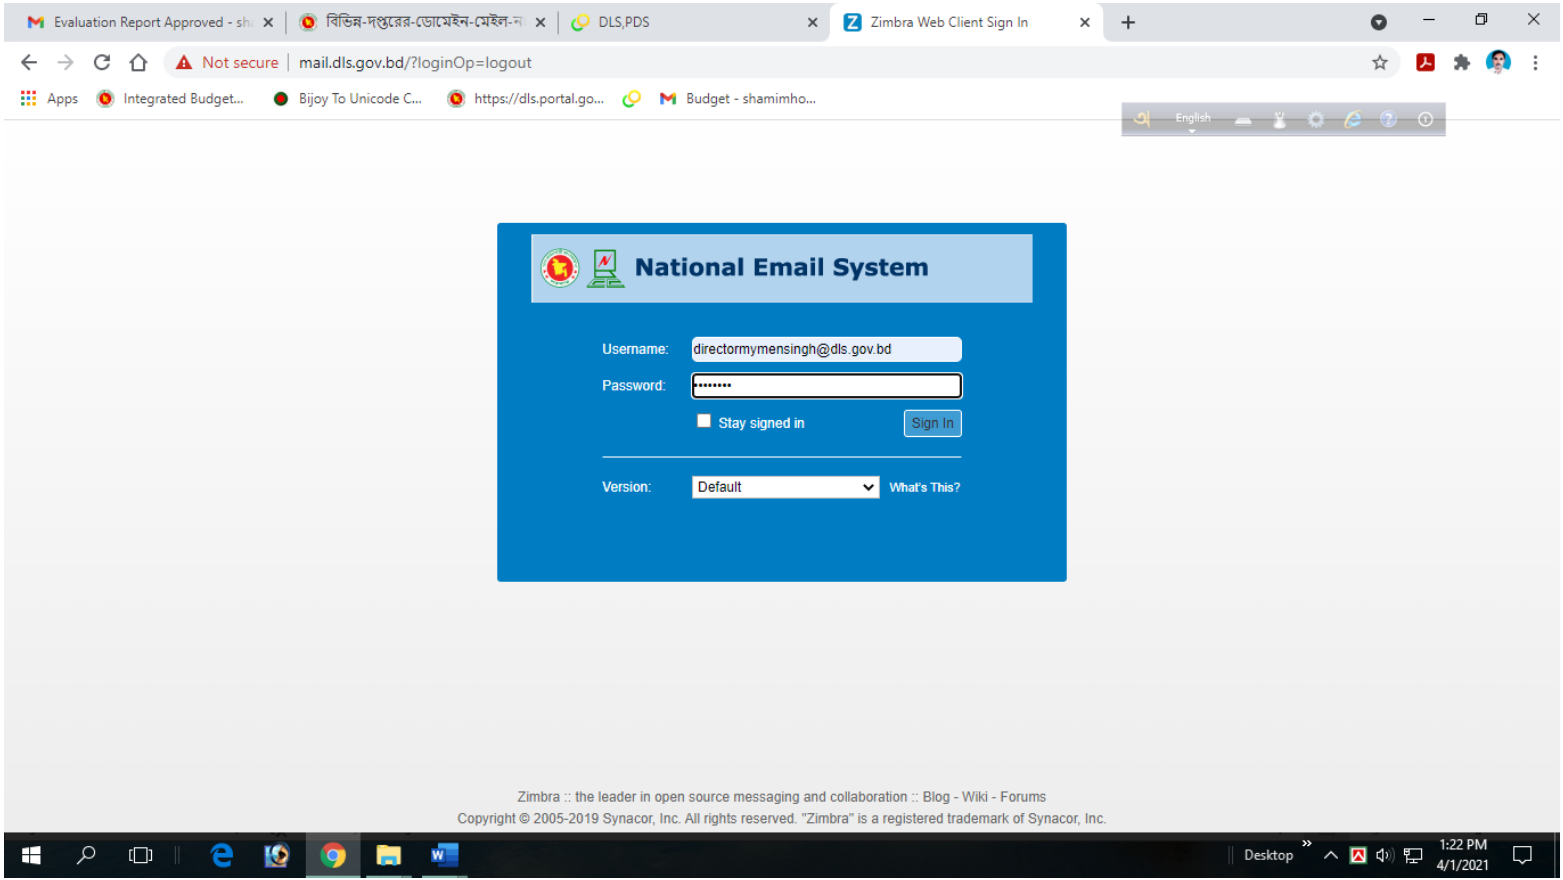 Evaluation Report Approved - sh
বিভিন্ন-দপ্তরের-ডোমেইন-মেইল-ন
DLS,PDS
Zimbra Web Client Sign In
Not secure
mail.dls.gov.bd/?loginOp=logout
Apps
Integrated Budget...
Bijoy To Unicode C...
https://dls.portal.go...
Budget - shamimho...
অ
English
National Email System
Username:
directormymensingh@dls.gov.bd
Password:
••••••••
Stay signed in
Sign In
Version:
Default
What's This?
Zimbra :: the leader in open source messaging and collaboration :: Blog - Wiki - Forums
Copyright © 2005-2019 Synacor, Inc. All rights reserved. "Zimbra" is a registered trademark of Synacor, Inc.
Desktop
1:22 PM
4/1/2021